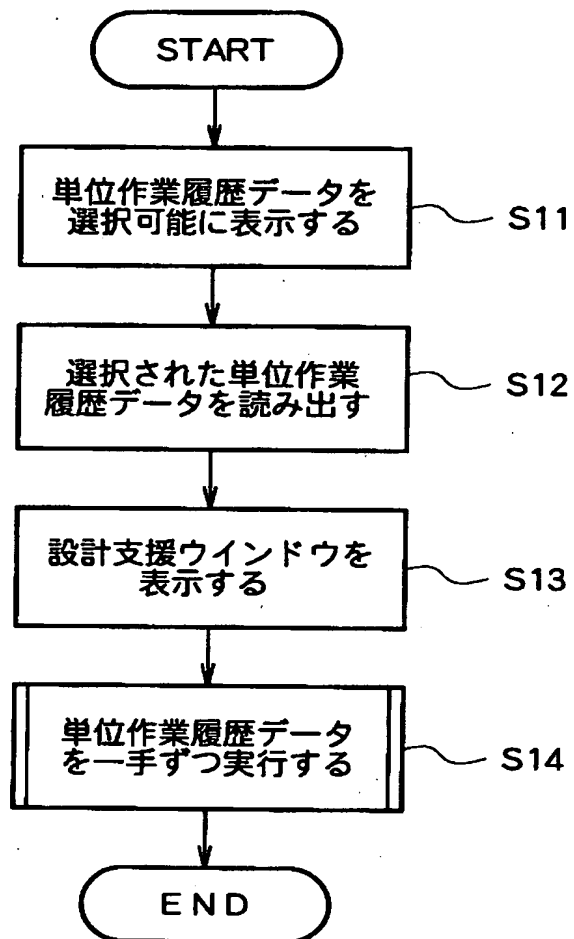 START
単位作業履歴データを
選択可能に表示する
S11
選択された単位作業
履歴データを読み出す
S12
設計支援ウインドウを
表示する
S13
単位作業履歴データ
を一手ずつ実行する
S14
END